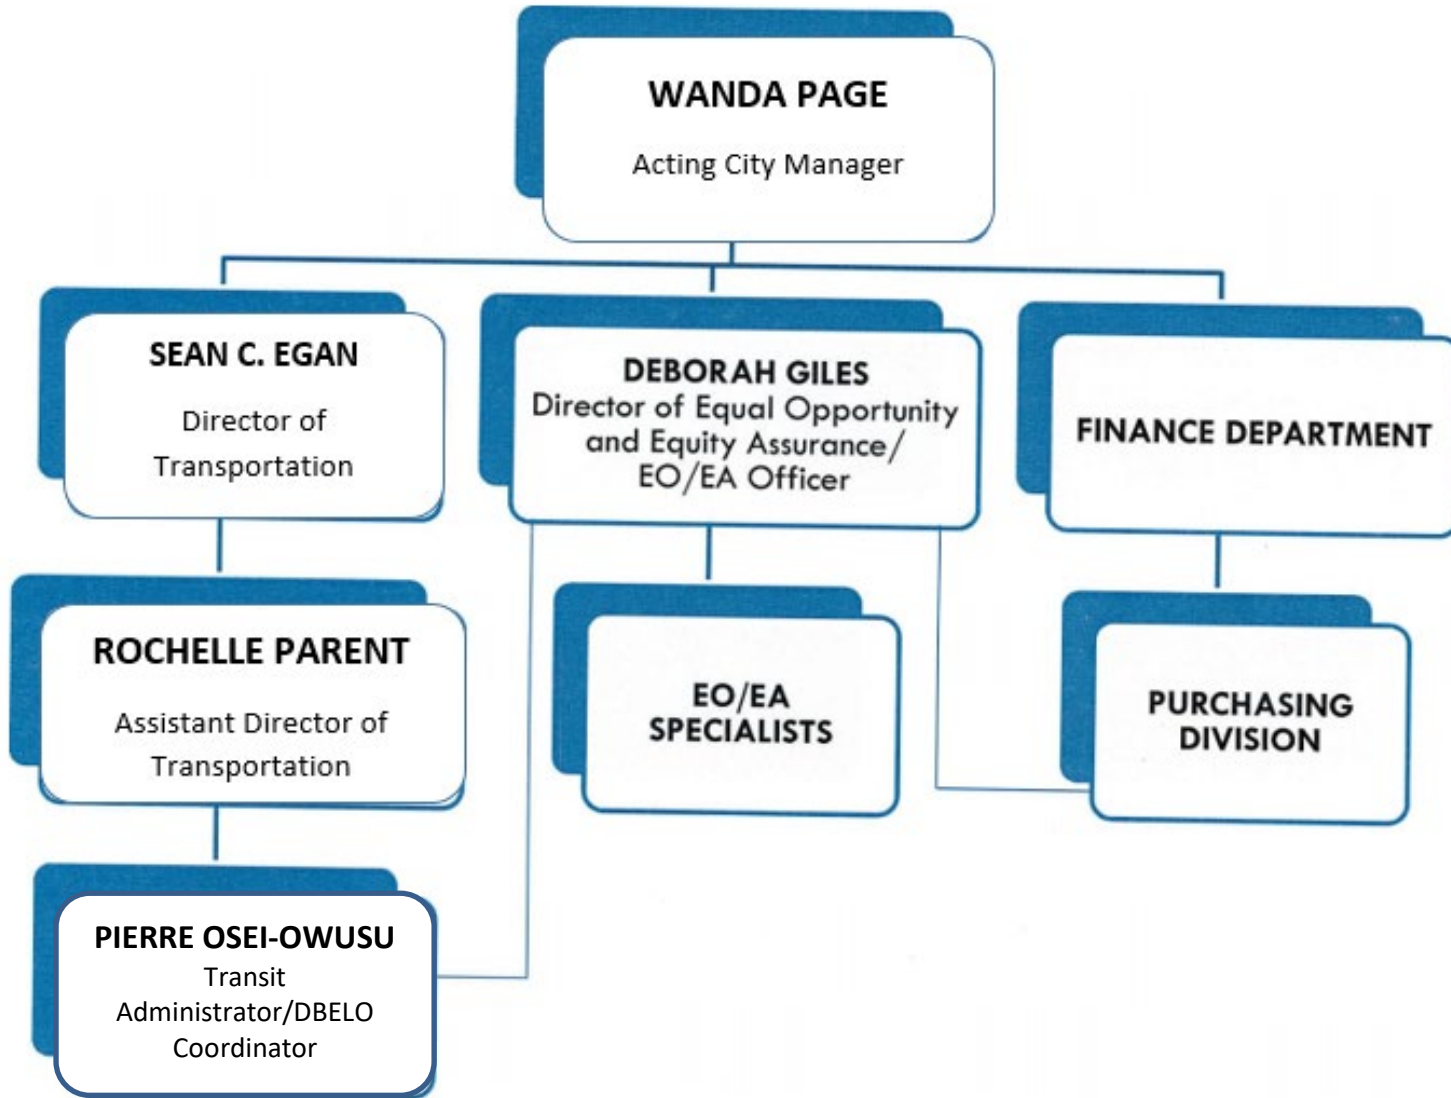 WANDA PAGE
Acting City Manager
SEAN C. EGAN
Director of
Transportation
DEBORAH GILES
Director of Equal Opportunity
and Equity Assurance/
EO/EA Officer
FINANCE DEPARTMENT
ROCHELLE PARENT
Assistant Director of
Transportation
EO/EA
SPECIALISTS
PURCHASING
DIVISION
PIERRE OSEI-OWUSU
Transit
Administrator/DBELO
Coordinator